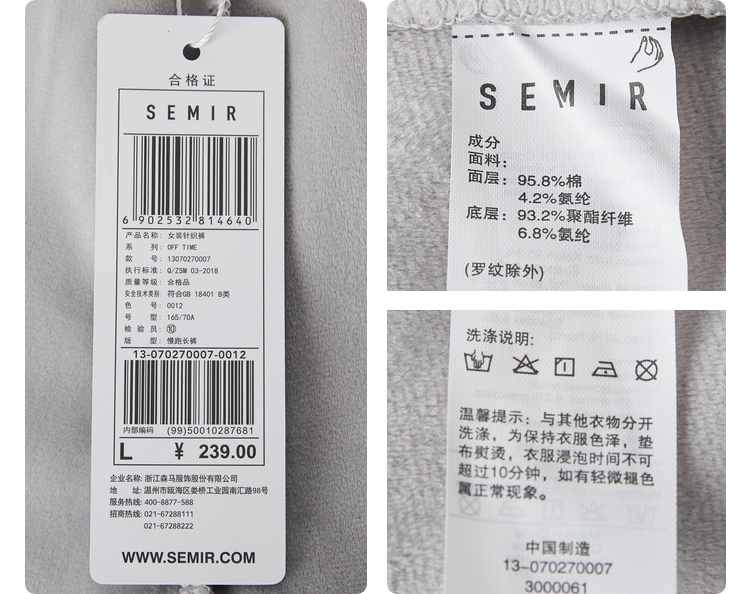 合格证
SEMIR
6 902532 814640
产品名称: 女装针织裤
系 列: OFF TIME
款 号: 13070270007
执行标准: Q/ZSM 03-2018
质量等级: 合格品
安全技术类别: 符合GB 18401 B类
色 号: 0012
号 型: 165/70A
检 验 员: ⑩
版 型: 慢跑长裤
13-070270007-0012
内部编码 (99)50010287681
L ¥ 239.00
企业名称: 浙江森马服饰股份有限公司
地 址: 温州市瓯海区娄桥工业园南汇路98号
服务热线: 400-8877-588
招商热线: 021-67288111
021-67288222
WWW.SEMIR.COM
SEMIR
成分
面料:
面层: 95.8%棉
4.2%氨纶
底层: 93.2%聚酯纤维
6.8%氨纶
(罗纹除外)
洗涤说明:
温馨提示: 与其他衣物分开
洗涤, 为保持衣服色泽, 垫
布熨烫, 衣服浸泡时间不可
超过10分钟, 如有轻微褪色
属正常现象。
中国制造
13-070270007
3000061